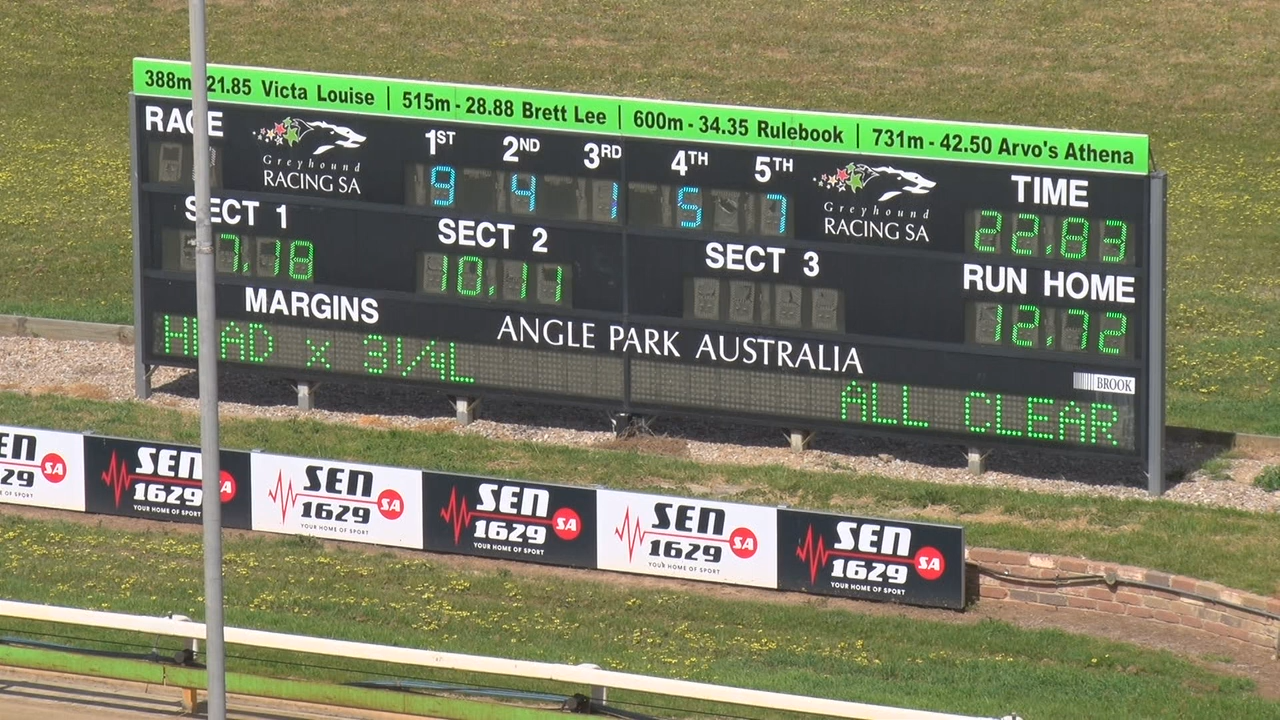 388m - 21.85 Victa Louise | 515m - 28.88 Brett Lee | 600m - 34.35 Rulebook | 731m - 42.50 Arvo's Athena
RACE
Greyhound
RACING SA
1ST 2ND 3RD 4TH 5TH
9 4 1 5 7
Greyhound
RACING SA
TIME
22.83
SECT 1
7.18
SECT 2
10.11
SECT 3
RUN HOME
12.72
MARGINS
HEAD x 3 1/4L
ANGLE PARK AUSTRALIA
BROOK
ALL CLEAR
SEN
1629
SA
YOUR HOME OF SPORT
SEN
1629
SA
YOUR HOME OF SPORT
SEN
1629
SA
YOUR HOME OF SPORT
SEN
1629
SA
YOUR HOME OF SPORT
SEN
1629
SA
YOUR HOME OF SPORT
SEN
1629
SA
YOUR HOME OF SPORT